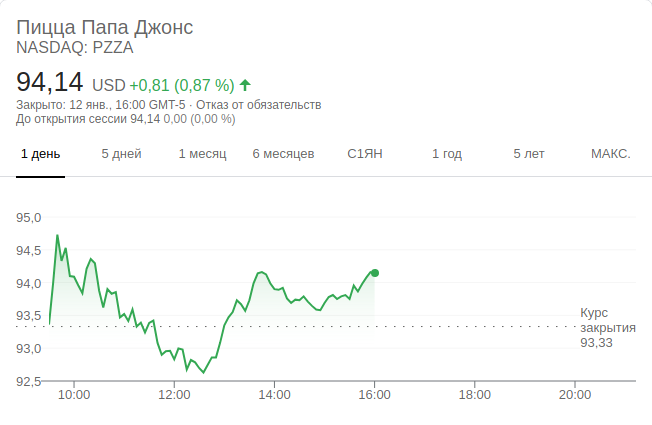 Пицца Папа Джонс
NASDAQ: PZZA
94,14 USD +0,81 (0,87 %)
Закрыто: 12 янв., 16:00 GMT-5 · Отказ от обязательств
До открытия сессии 94,14 0,00 (0,00 %)
1 день 5 дней 1 месяц 6 месяцев С1ЯН 1 год 5 лет МАКС.
95,0
94,5
94,0
93,5
Курс
закрытия
93,33
93,0
92,5
10:00 12:00 14:00 16:00 18:00 20:00